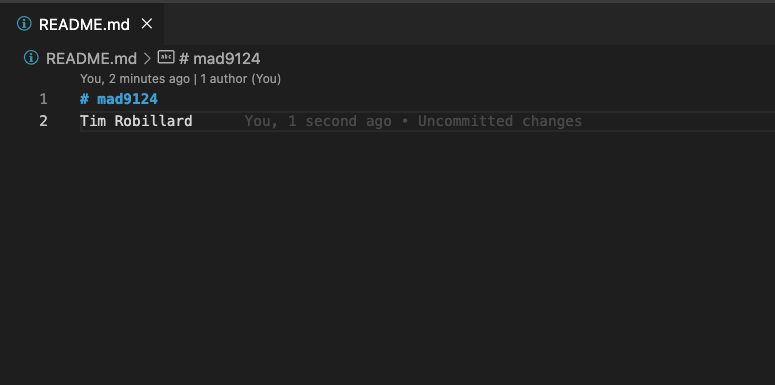 README.md
README.md > # mad9124
You, 2 minutes ago | 1 author (You)
1 # mad9124
2 Tim Robillard You, 1 second ago • Uncommitted changes